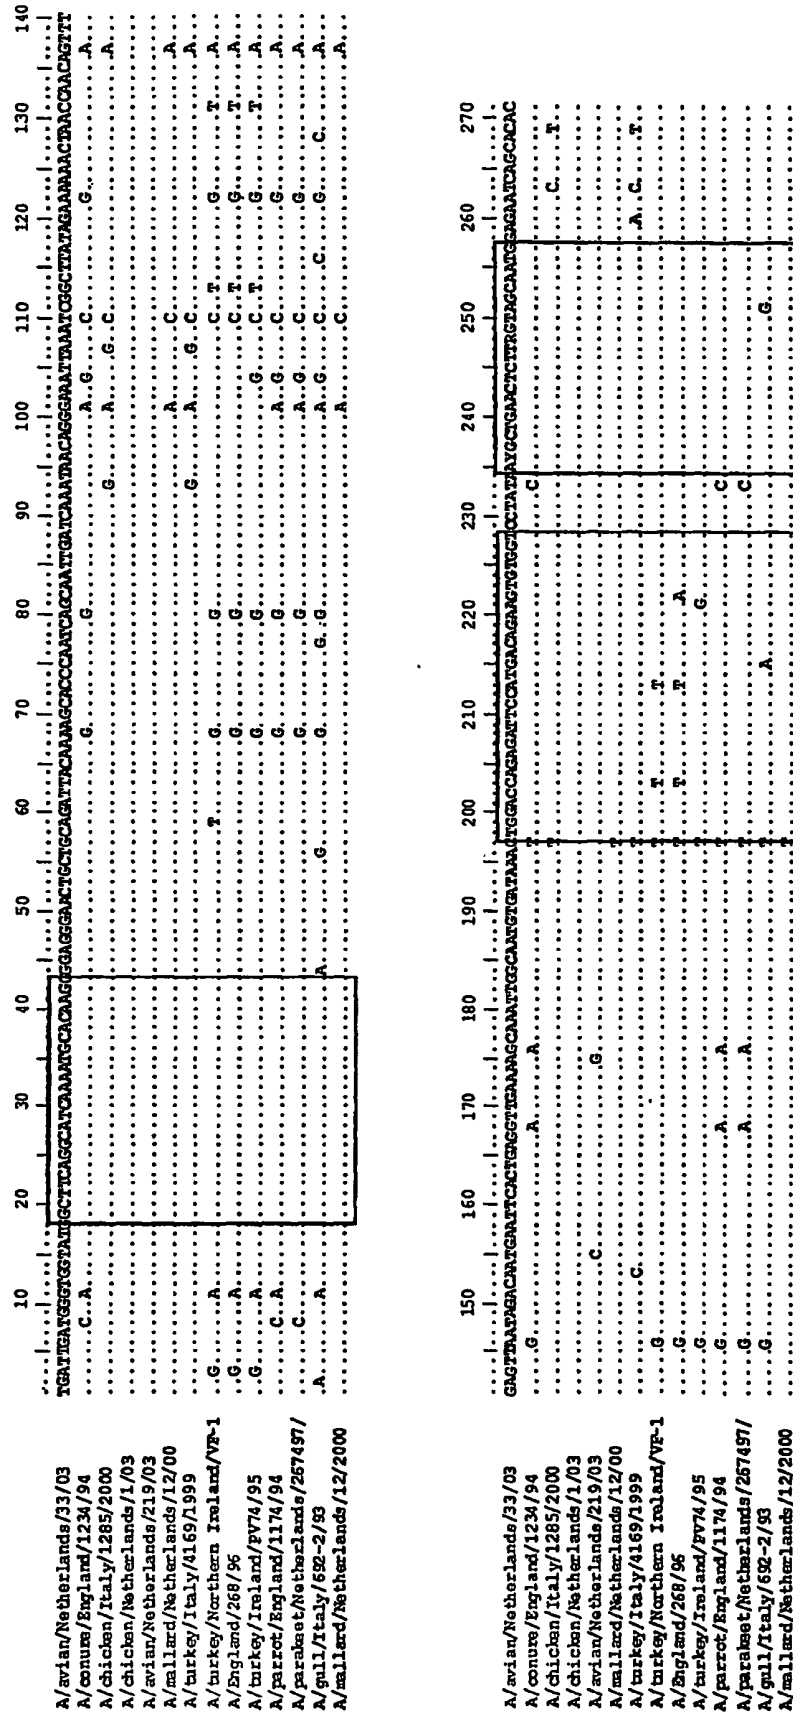 10 20 30 40 50 60 70 80 90 100 110 120 130 140
A/avian/Netherlands/33/03 TGATTGATGGGTGGTATGGCTTCAGGCATCAAAATGCACAAGGGGAGGGAACTGCTGCAGATTACAAAAGCACCCAATCAGCAATTGATCAAATAACAGGGAAATTAAATCGGCTTATAGAAAAAACTAACCAACAGTTT
A/conure/England/1234/94 C A G G A G C G A
A/chicken/Italy/1285/2000 G A G C A
A/chicken/Netherlands/1/03
A/avian/Netherlands/219/03
A/mallard/Netherlands/12/00 A C A
A/turkey/Italy/4169/1999 G A G C A
A/turkey/Northern Ireland/VF-1 G A T G G C T G T A
A/England/268/96 G A G G C T G T A
A/turkey/Ireland/PV74/95 G A G G G C T G T A
A/parrot/England/1174/94 C A G G A G C G A
A/parakeet/Netherlands/267497/ C G G A G C G A
A/gull/Italy/692-2/93 A A A G G G G A G C C G C A
A/mallard/Netherlands/12/2000 A C A
150 160 170 180 190 200 210 220 230 240 250 260 270
A/avian/Netherlands/33/03 GAGTTAATAGACAATGAATTCACTGAGGTTGAAAAGCAAATTGGCAATGTGATAAACTGGACCAGAGATTCCATGACAGAAGTGTGGTCCTATAAYGCTGAACTCTTRGTAGCAATGGAGAATCAGCACAC
A/conure/England/1234/94 G A A T C
A/chicken/Italy/1285/2000 T C T
A/chicken/Netherlands/1/03
A/avian/Netherlands/219/03 C G
A/mallard/Netherlands/12/00 T
A/turkey/Italy/4169/1999 C T A C T
A/turkey/Northern Ireland/VF-1 G T T T
A/England/268/96 G T T T A
A/turkey/Ireland/PV74/95 G T G
A/parrot/England/1174/94 G A A C
A/parakeet/Netherlands/267497/ G A A T C
A/gull/Italy/692-2/93 G T A G
A/mallard/Netherlands/12/2000 T